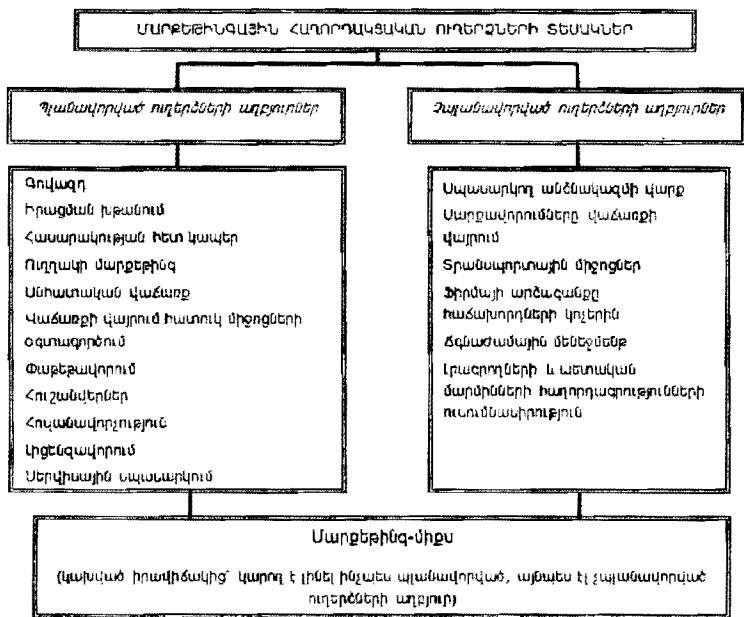 ՄԱՐՔԵԹԻՆԳԱՅԻՆ ՀԱՂՈՐԴԱԿՑԱԿԱՆ ՈՒՂԵՐՁՆԵՐԻ ՏԵՍԱԿՆԵՐ
Պլանավորված ուղերձների աղբյուրներ
Չպլանավորված ուղերձների աղբյուրներ
Գովազդ
Իրացման խթանում
Հասարակության հետ կապեր
Ուղղակի մարքեթինգ
Անհատական վաճառք
Վաճառքի վայրում հատուկ միջոցների
օգտագործում
Փաթեթավորում
Հուշանվերներ
Հովանավորչություն
Լիցենզավորում
Սերվիսային սպասարկում
Սպասարկող անձնակազմի վարք
Սարքավորումները վաճառքի
վայրում
Տրանսպորտային միջոցներ
Ֆիրմայի արձագանքը
հաճախորդների կոչերին
Ճգնաժամային մենեջմենթ
Լրագրողների և պետական
մարմինների հաղորդագրությունների
ուսումնասիրություն
Մարքեթինգ-միքս
(կախված իրավիճակից՝ կարող է լինել ինչպես պլանավորված, այնպես էլ չպլանավորված
ուղերձների աղբյուր)